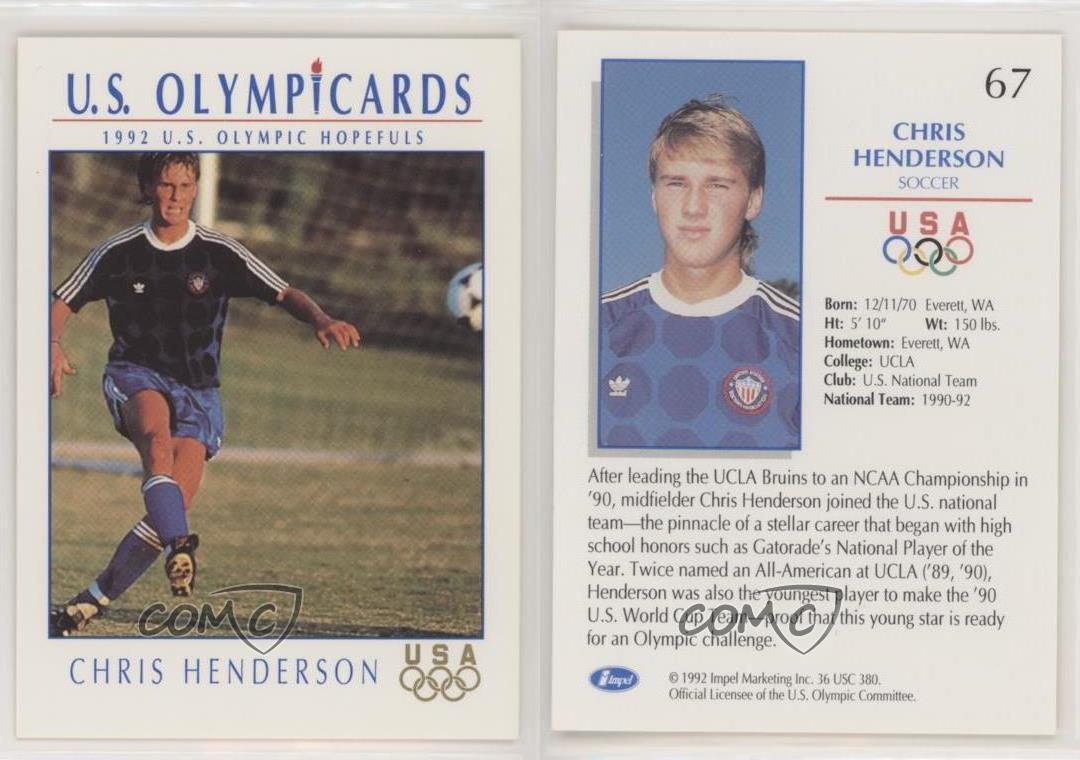 U.S. OLYMPICARDS
1992 U.S. OLYMPIC HOPEFULS
COMC
CHRIS HENDERSON
USA
67
CHRIS
HENDERSON
SOCCER
USA
Born: 12/11/70 Everett, WA
Ht: 5' 10" Wt: 150 lbs.
Hometown: Everett, WA
College: UCLA
Club: U.S. National Team
National Team: 1990-92
After leading the UCLA Bruins to an NCAA Championship in
'90, midfielder Chris Henderson joined the U.S. national
team—the pinnacle of a stellar career that began with high
school honors such as Gatorade's National Player of the
Year. Twice named an All-American at UCLA ('89, '90),
Henderson was also the youngest player to make the '90
U.S. World Cup Team—proof that this young star is ready
for an Olympic challenge.
COMC
Impel
© 1992 Impel Marketing Inc. 36 USC 380.
Official Licensee of the U.S. Olympic Committee.